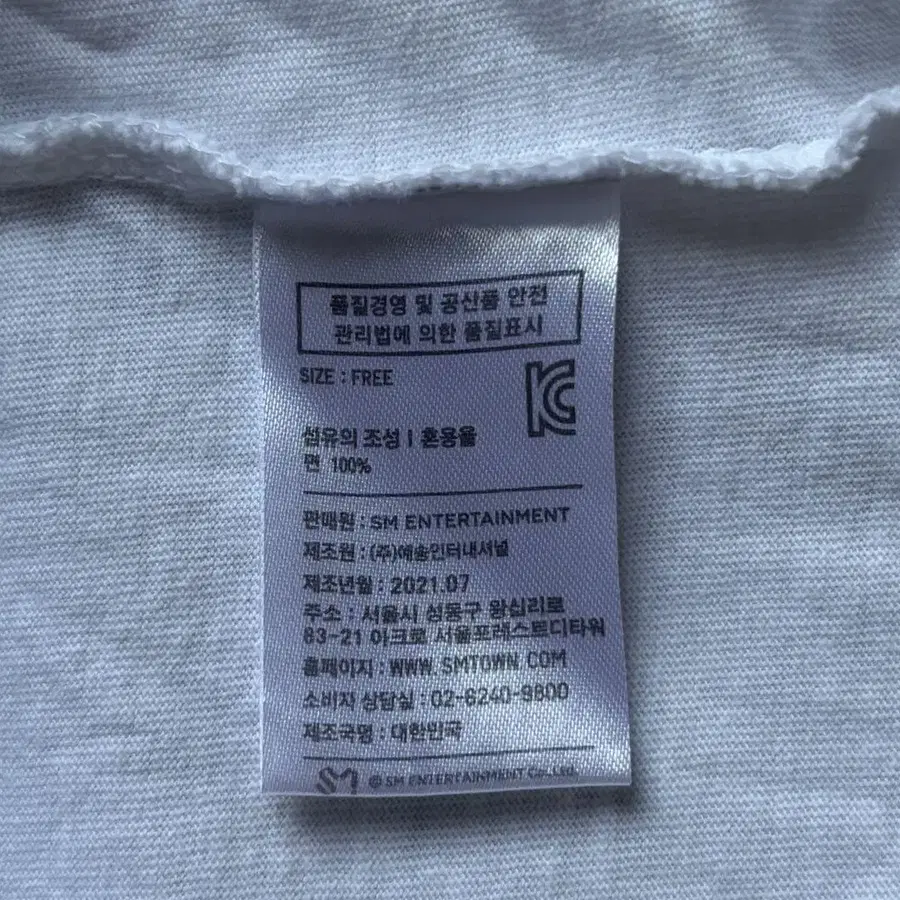 품질경영 및 공산품 안전
관리법에 의한 품질표시
SIZE : FREE
섬유의 조성 | 혼용율
면 100%
판매원 : SM ENTERTAINMENT
제조원 : (주)예솔인터내셔널
제조년월 : 2021.07
주소 : 서울시 성동구 왕십리로
83-21 아크로 서울포레스트디타워
홈페이지 : WWW. SMTOWN. COM
소비자 상담실 : 02-6240-9800
제조국명 : 대한민국
SM © SM ENTERTAINMENT Co., Ltd.